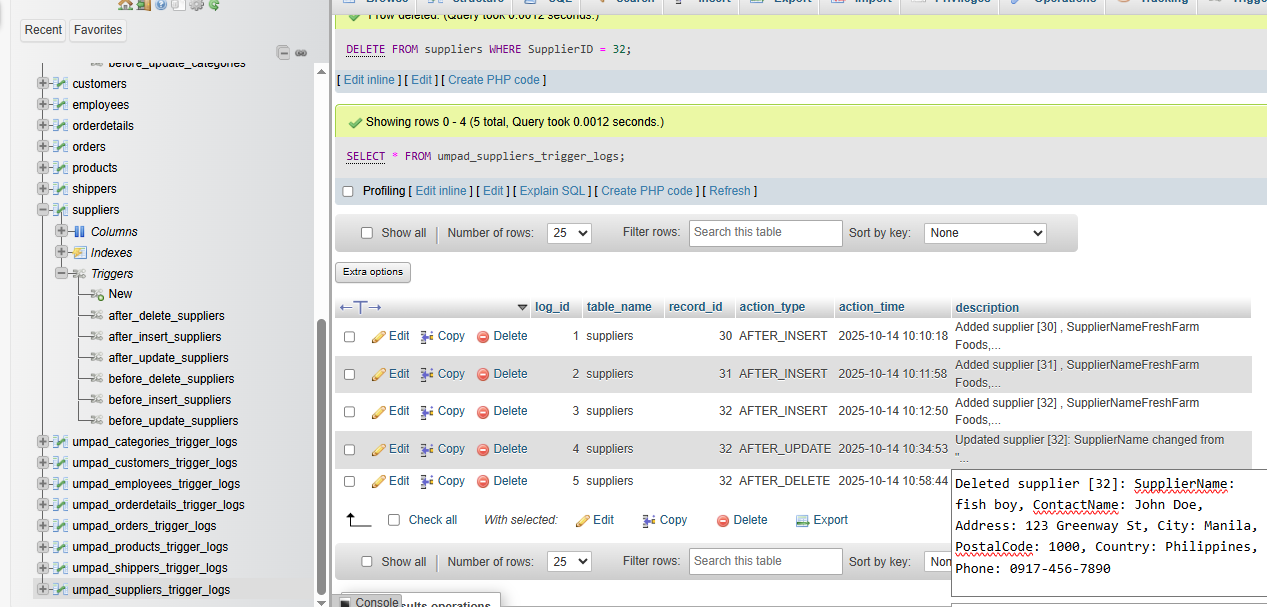 Recent
Favorites
before_update_categories
customers
employees
orderdetails
orders
products
shippers
suppliers
Columns
Indexes
Triggers
New
after_delete_suppliers
after_insert_suppliers
after_update_suppliers
before_delete_suppliers
before_insert_suppliers
before_update_suppliers
umpad_categories_trigger_logs
umpad_customers_trigger_logs
umpad_employees_trigger_logs
umpad_orderdetails_trigger_logs
umpad_orders_trigger_logs
umpad_products_trigger_logs
umpad_shippers_trigger_logs
umpad_suppliers_trigger_logs
Browse Structure SQL Search Insert Export Import Privileges Operations Tracking
1 row deleted. (Query took 0.0012 seconds.)
DELETE FROM suppliers WHERE SupplierID = 32;
[ Edit inline ] [ Edit ] [ Create PHP code ]
Showing rows 0 - 4 (5 total, Query took 0.0012 seconds.)
SELECT * FROM umpad_suppliers_trigger_logs;
Profiling [ Edit inline ] [ Edit ] [ Explain SQL ] [ Create PHP code ] [ Refresh ]
Show all | Number of rows: 25 Filter rows: Search this table Sort by key: None
Extra options
←T→ log_id table_name record_id action_type action_time description
Edit Copy Delete 1 suppliers 30 AFTER_INSERT 2025-10-14 10:10:18 Added supplier [30] , SupplierNameFreshFarm
Foods,...
Edit Copy Delete 2 suppliers 31 AFTER_INSERT 2025-10-14 10:11:58 Added supplier [31] , SupplierNameFreshFarm
Foods,...
Edit Copy Delete 3 suppliers 32 AFTER_INSERT 2025-10-14 10:12:50 Added supplier [32] , SupplierNameFreshFarm
Foods,...
Edit Copy Delete 4 suppliers 32 AFTER_UPDATE 2025-10-14 10:34:53 Updated supplier [32]: SupplierName changed from
"...
Edit Copy Delete 5 suppliers 32 AFTER_DELETE 2025-10-14 10:58:44 Deleted supplier [32]: SupplierName:
fish boy, ContactName: John Doe,
Address: 123 Greenway St, City: Manila,
PostalCode: 1000, Country: Philippines,
Phone: 0917-456-7890
Check all With selected: Edit Copy Delete Export
Show all | Number of rows: 25 Filter rows: Search this table Sort by key: Non
Console
sults operations